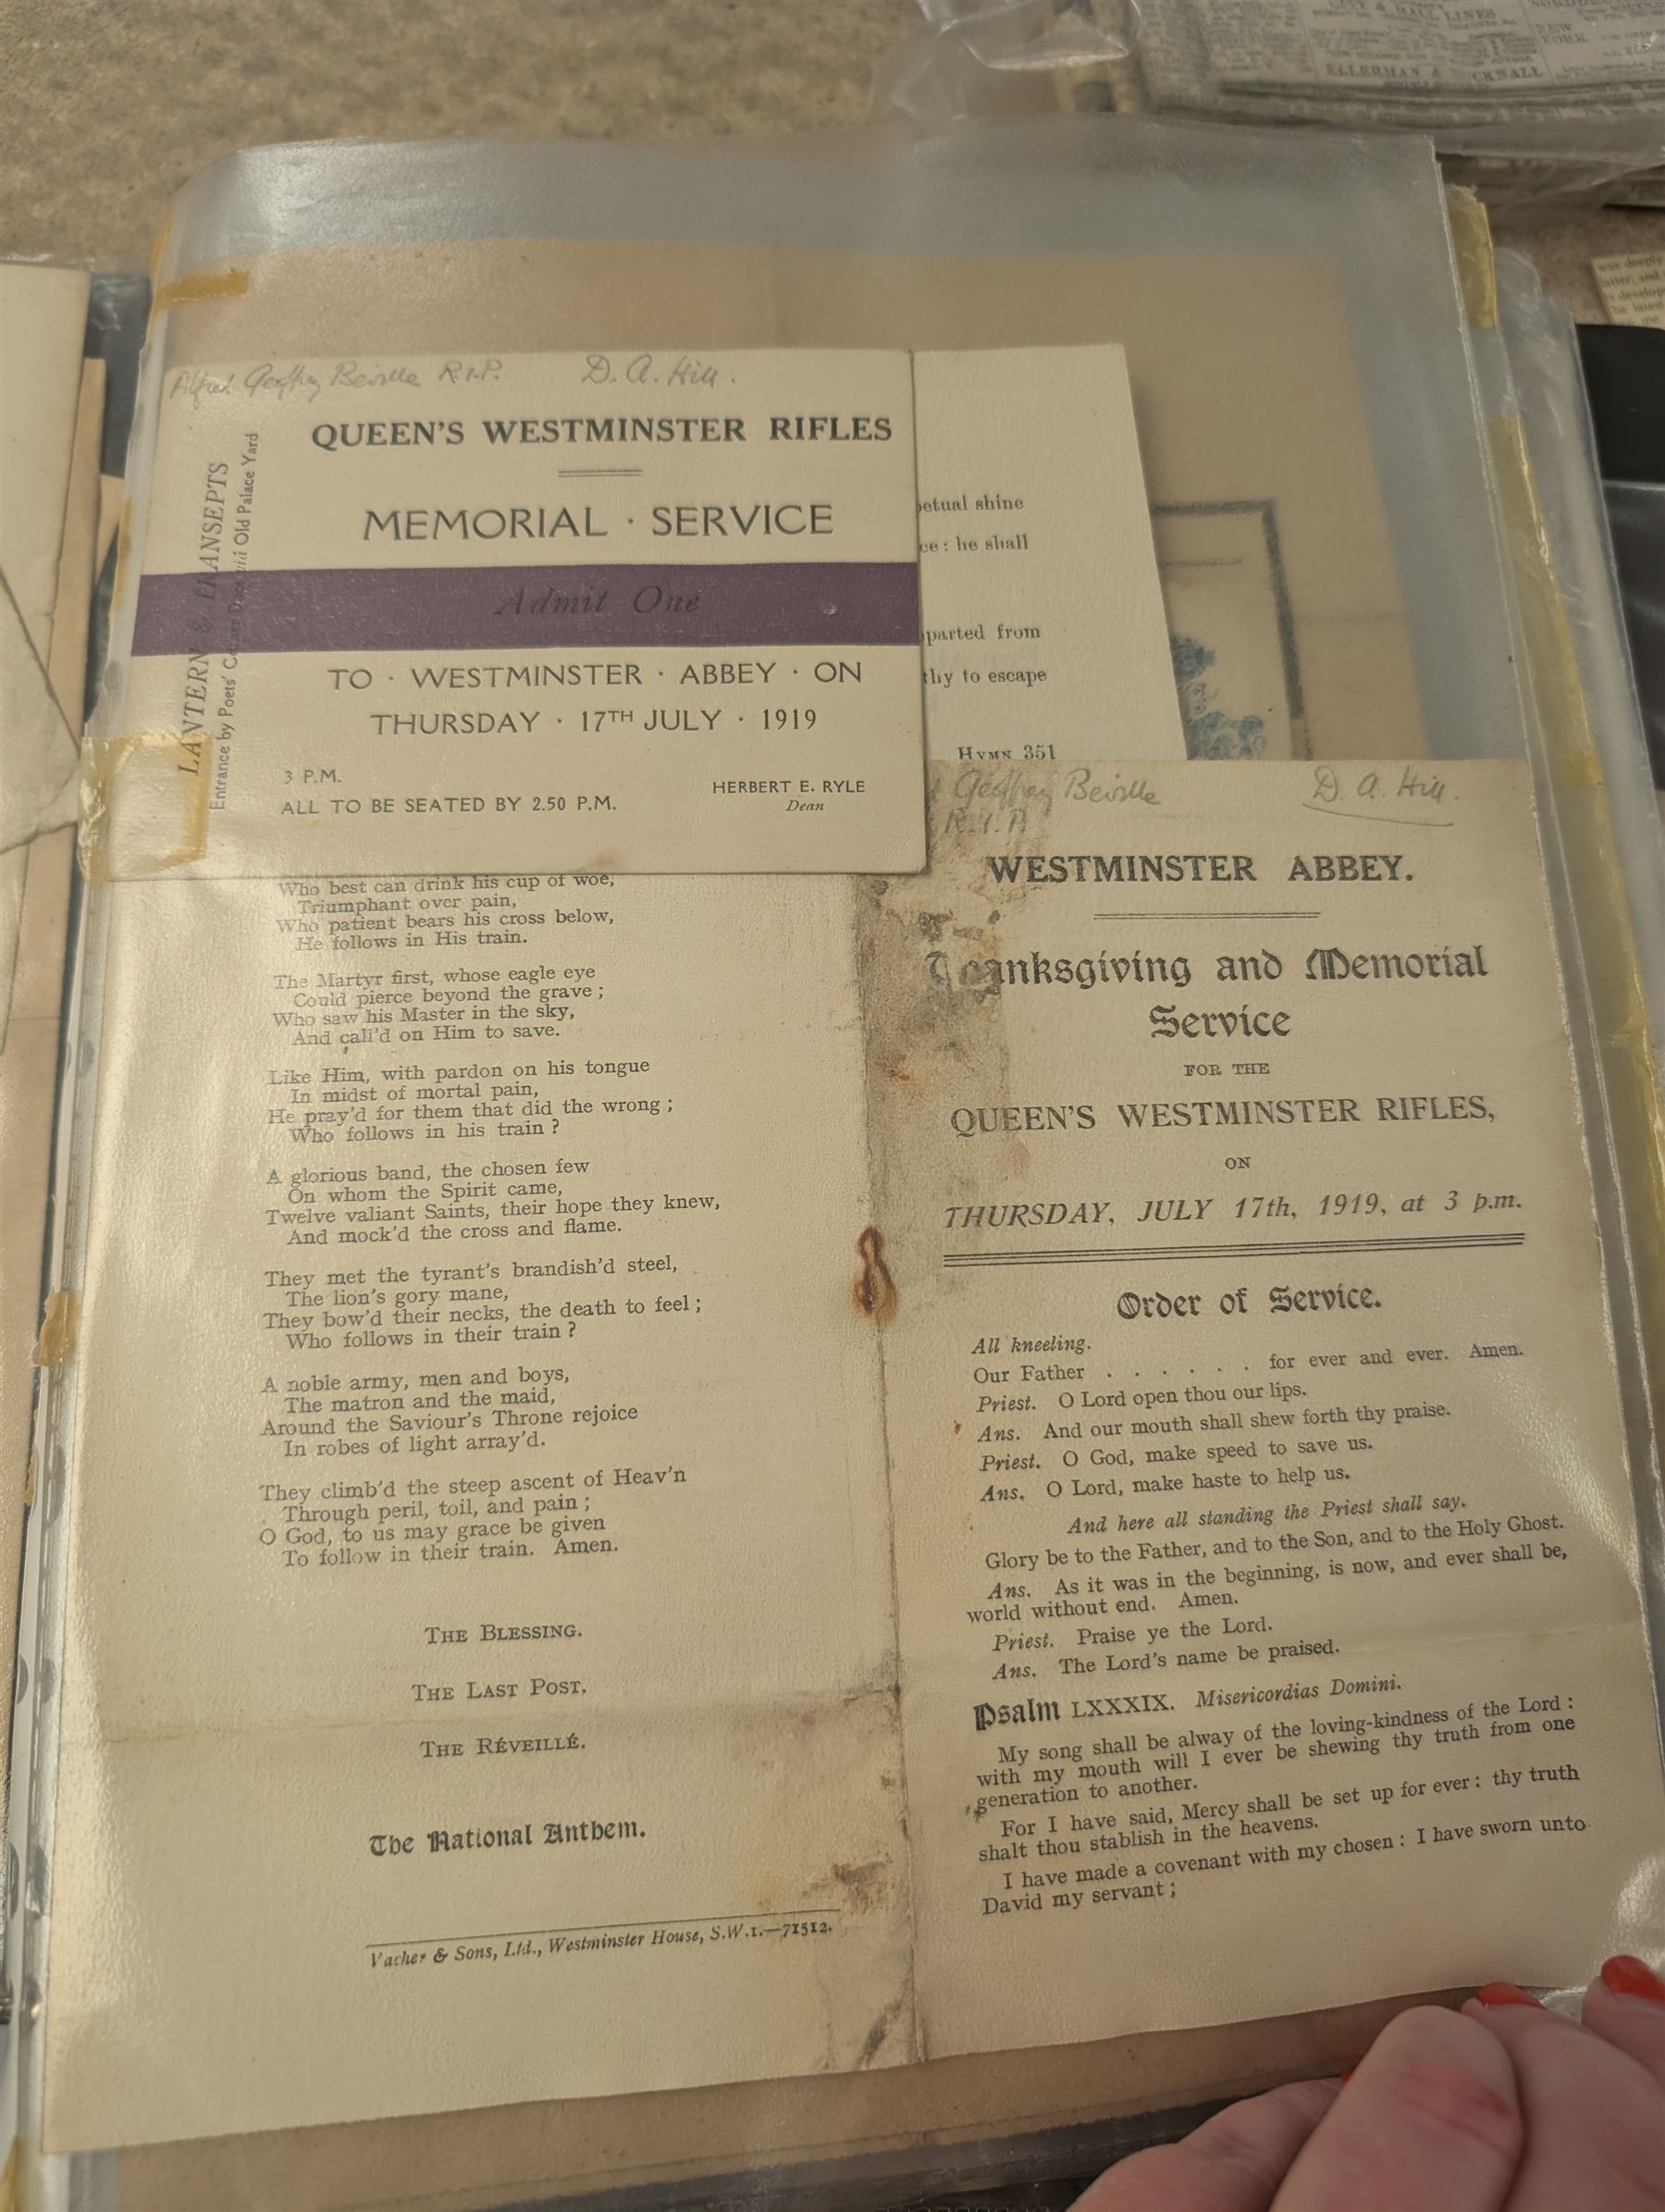 CITY & HALL LINES
NEW
YORK
ELLERMAN & BUCKNALL
was deeply
latter, and
develop
The latest
Alfred Geoffrey Beville R.I.P. D. A. Hill.
QUEEN'S WESTMINSTER RIFLES
MEMORIAL · SERVICE
Admit One
TO · WESTMINSTER · ABBEY · ON
THURSDAY · 17TH JULY · 1919
3 P.M.
ALL TO BE SEATED BY 2.50 P.M.
HERBERT E. RYLE
Dean
LANTERN & TRANSEPTS
Entrance by Poets' Corner Door viâ Old Palace Yard
petual shine
ce: he shall
parted from
thy to escape
HYMN 351
Who best can drink his cup of woe,
Triumphant over pain,
Who patient bears his cross below,
He follows in His train.
The Martyr first, whose eagle eye
Could pierce beyond the grave;
Who saw his Master in the sky,
And call'd on Him to save.
Like Him, with pardon on his tongue
In midst of mortal pain,
He pray'd for them that did the wrong;
Who follows in his train?
A glorious band, the chosen few
On whom the Spirit came,
Twelve valiant Saints, their hope they knew,
And mock'd the cross and flame.
They met the tyrant's brandish'd steel,
The lion's gory mane,
They bow'd their necks, the death to feel;
Who follows in their train?
A noble army, men and boys,
The matron and the maid,
Around the Saviour's Throne rejoice
In robes of light array'd.
They climb'd the steep ascent of Heav'n
Through peril, toil, and pain;
O God, to us may grace be given
To follow in their train. Amen.
THE BLESSING.
THE LAST POST.
THE RÉVEILLÉ.
The National Anthem.
Vacher & Sons, Ltd., Westminster House, S.W.1.—71512.
Geoffrey Beville D. A. Hill.
R.I.P
WESTMINSTER ABBEY.
Thanksgiving and Memorial
Service
FOR THE
QUEEN'S WESTMINSTER RIFLES,
ON
THURSDAY, JULY 17th, 1919, at 3 p.m.
Order of Service.
All kneeling.
Our Father . . . . . . for ever and ever. Amen.
Priest. O Lord open thou our lips.
Ans. And our mouth shall shew forth thy praise.
Priest. O God, make speed to save us.
Ans. O Lord, make haste to help us.
And here all standing the Priest shall say.
Glory be to the Father, and to the Son, and to the Holy Ghost.
Ans. As it was in the beginning, is now, and ever shall be,
world without end. Amen.
Priest. Praise ye the Lord.
Ans. The Lord's name be praised.
Psalm LXXXIX. Misericordias Domini.
My song shall be alway of the loving-kindness of the Lord:
with my mouth will I ever be shewing thy truth from one
generation to another.
For I have said, Mercy shall be set up for ever: thy truth
shalt thou stablish in the heavens.
I have made a covenant with my chosen: I have sworn unto
David my servant;